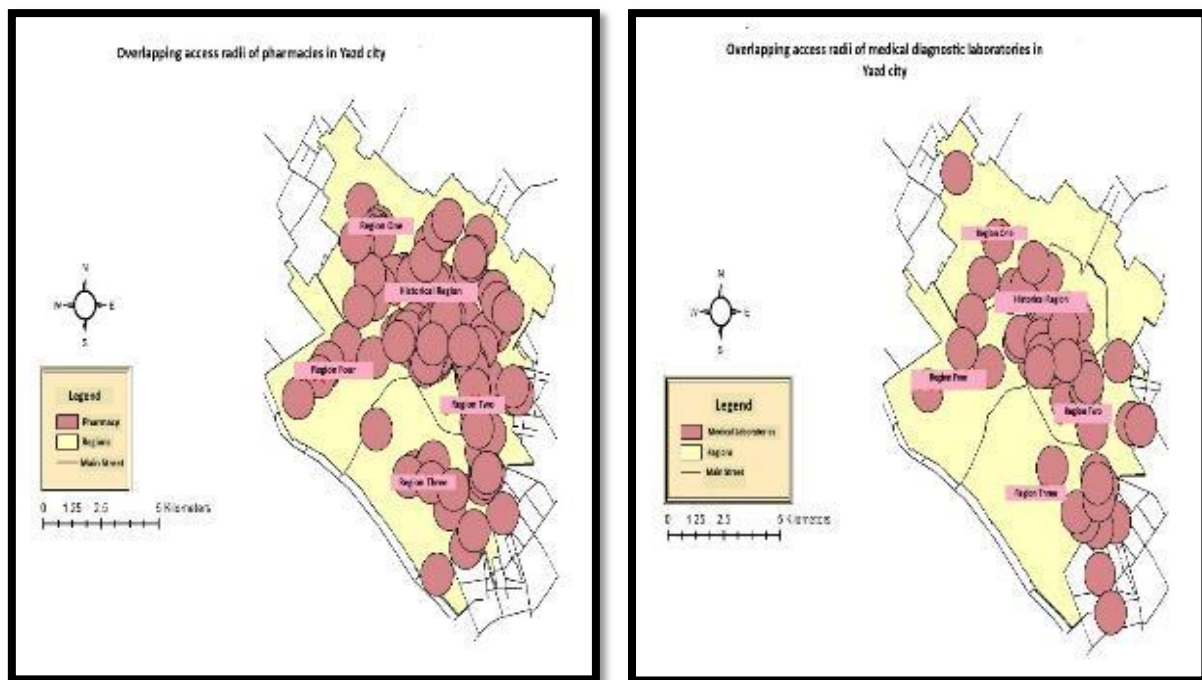 Overlapping access radii of pharmacies in Yazd city
N
W
E
S
Region One
Historical Region
Region Four
Region Two
Region Three
Legend
Pharmacy
Regions
Main Street
0 1.25 2.5 5 Kilometers
Overlapping access radii of medical diagnostic laboratories in
Yazd city
N
W
E
S
Region One
Historical Region
Region Four
Region Two
Region Three
Legend
Medical laboratories
Regions
Main Street
0 1.25 2.5 5 Kilometers